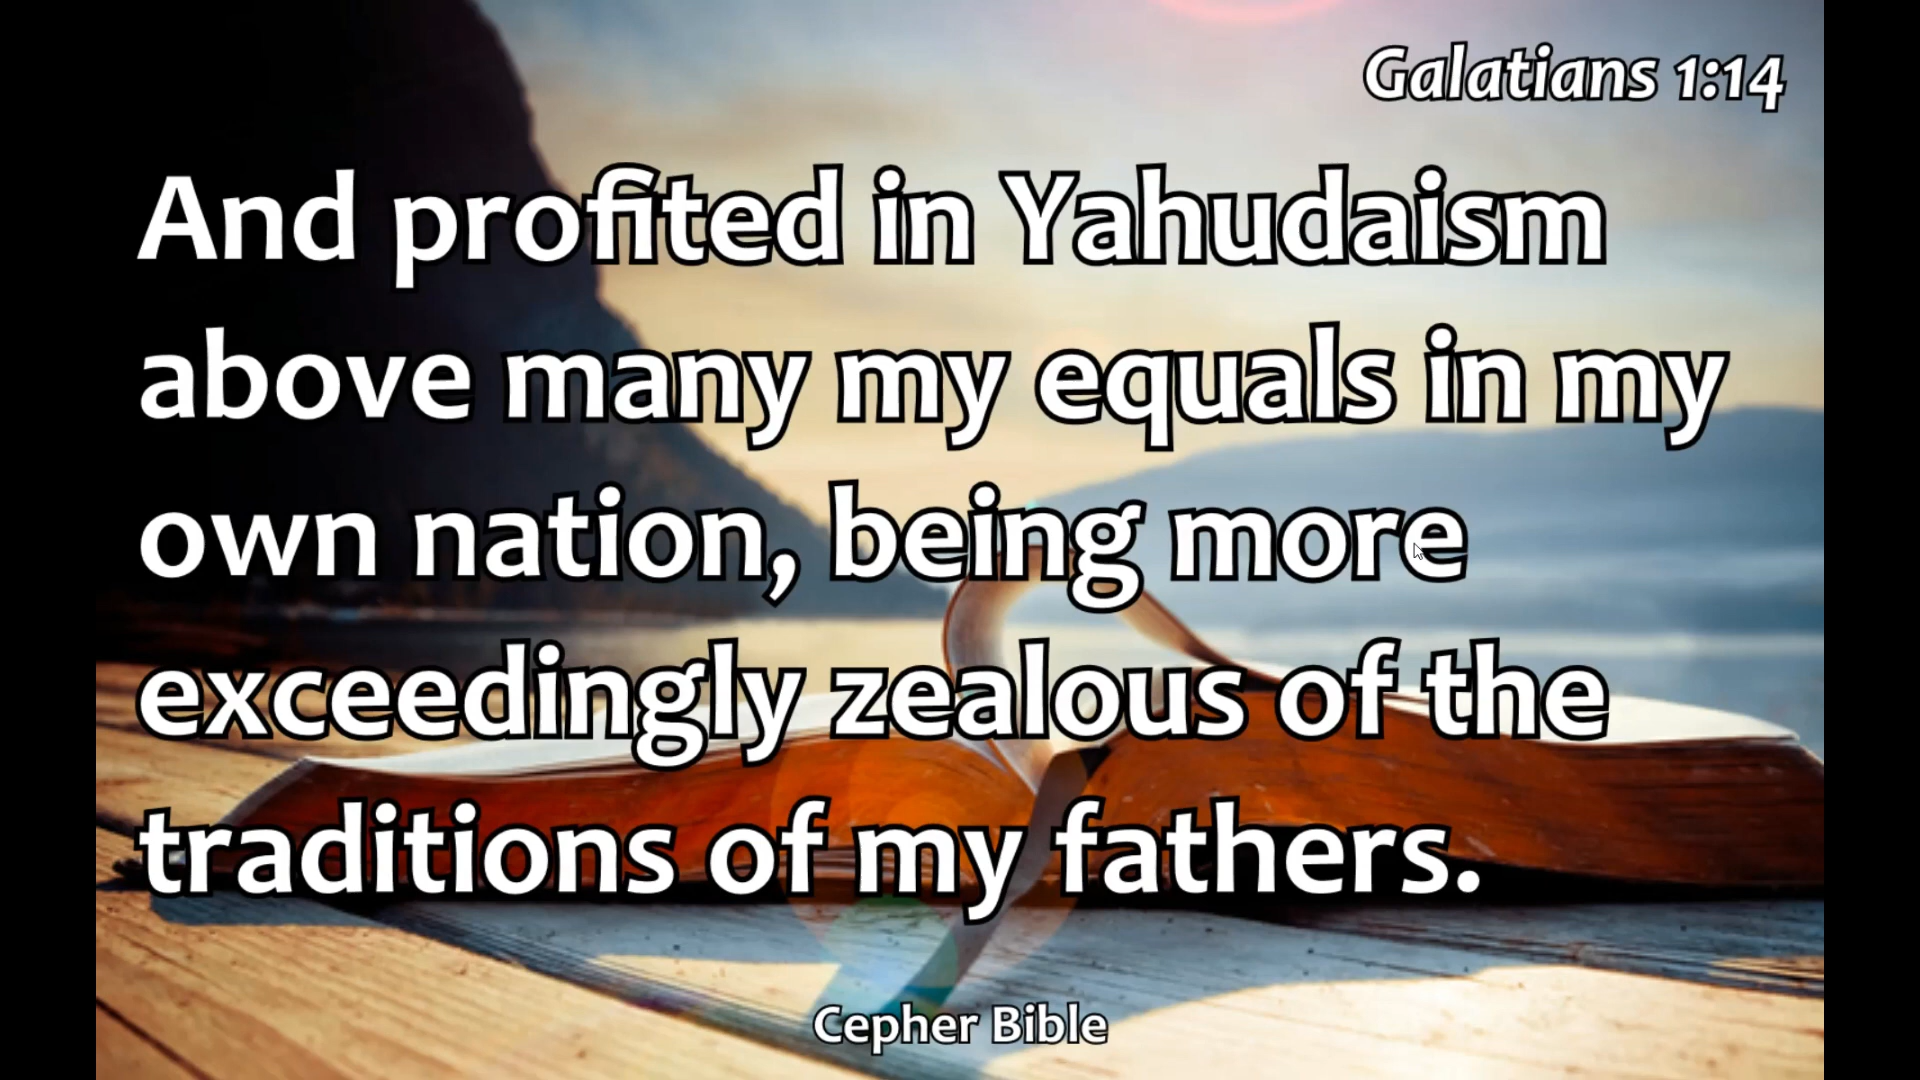 Galatians 1:14
And profited in Yahudaism
above many my equals in my
own nation, being more
exceedingly zealous of the
traditions of my fathers.
Cepher Bible